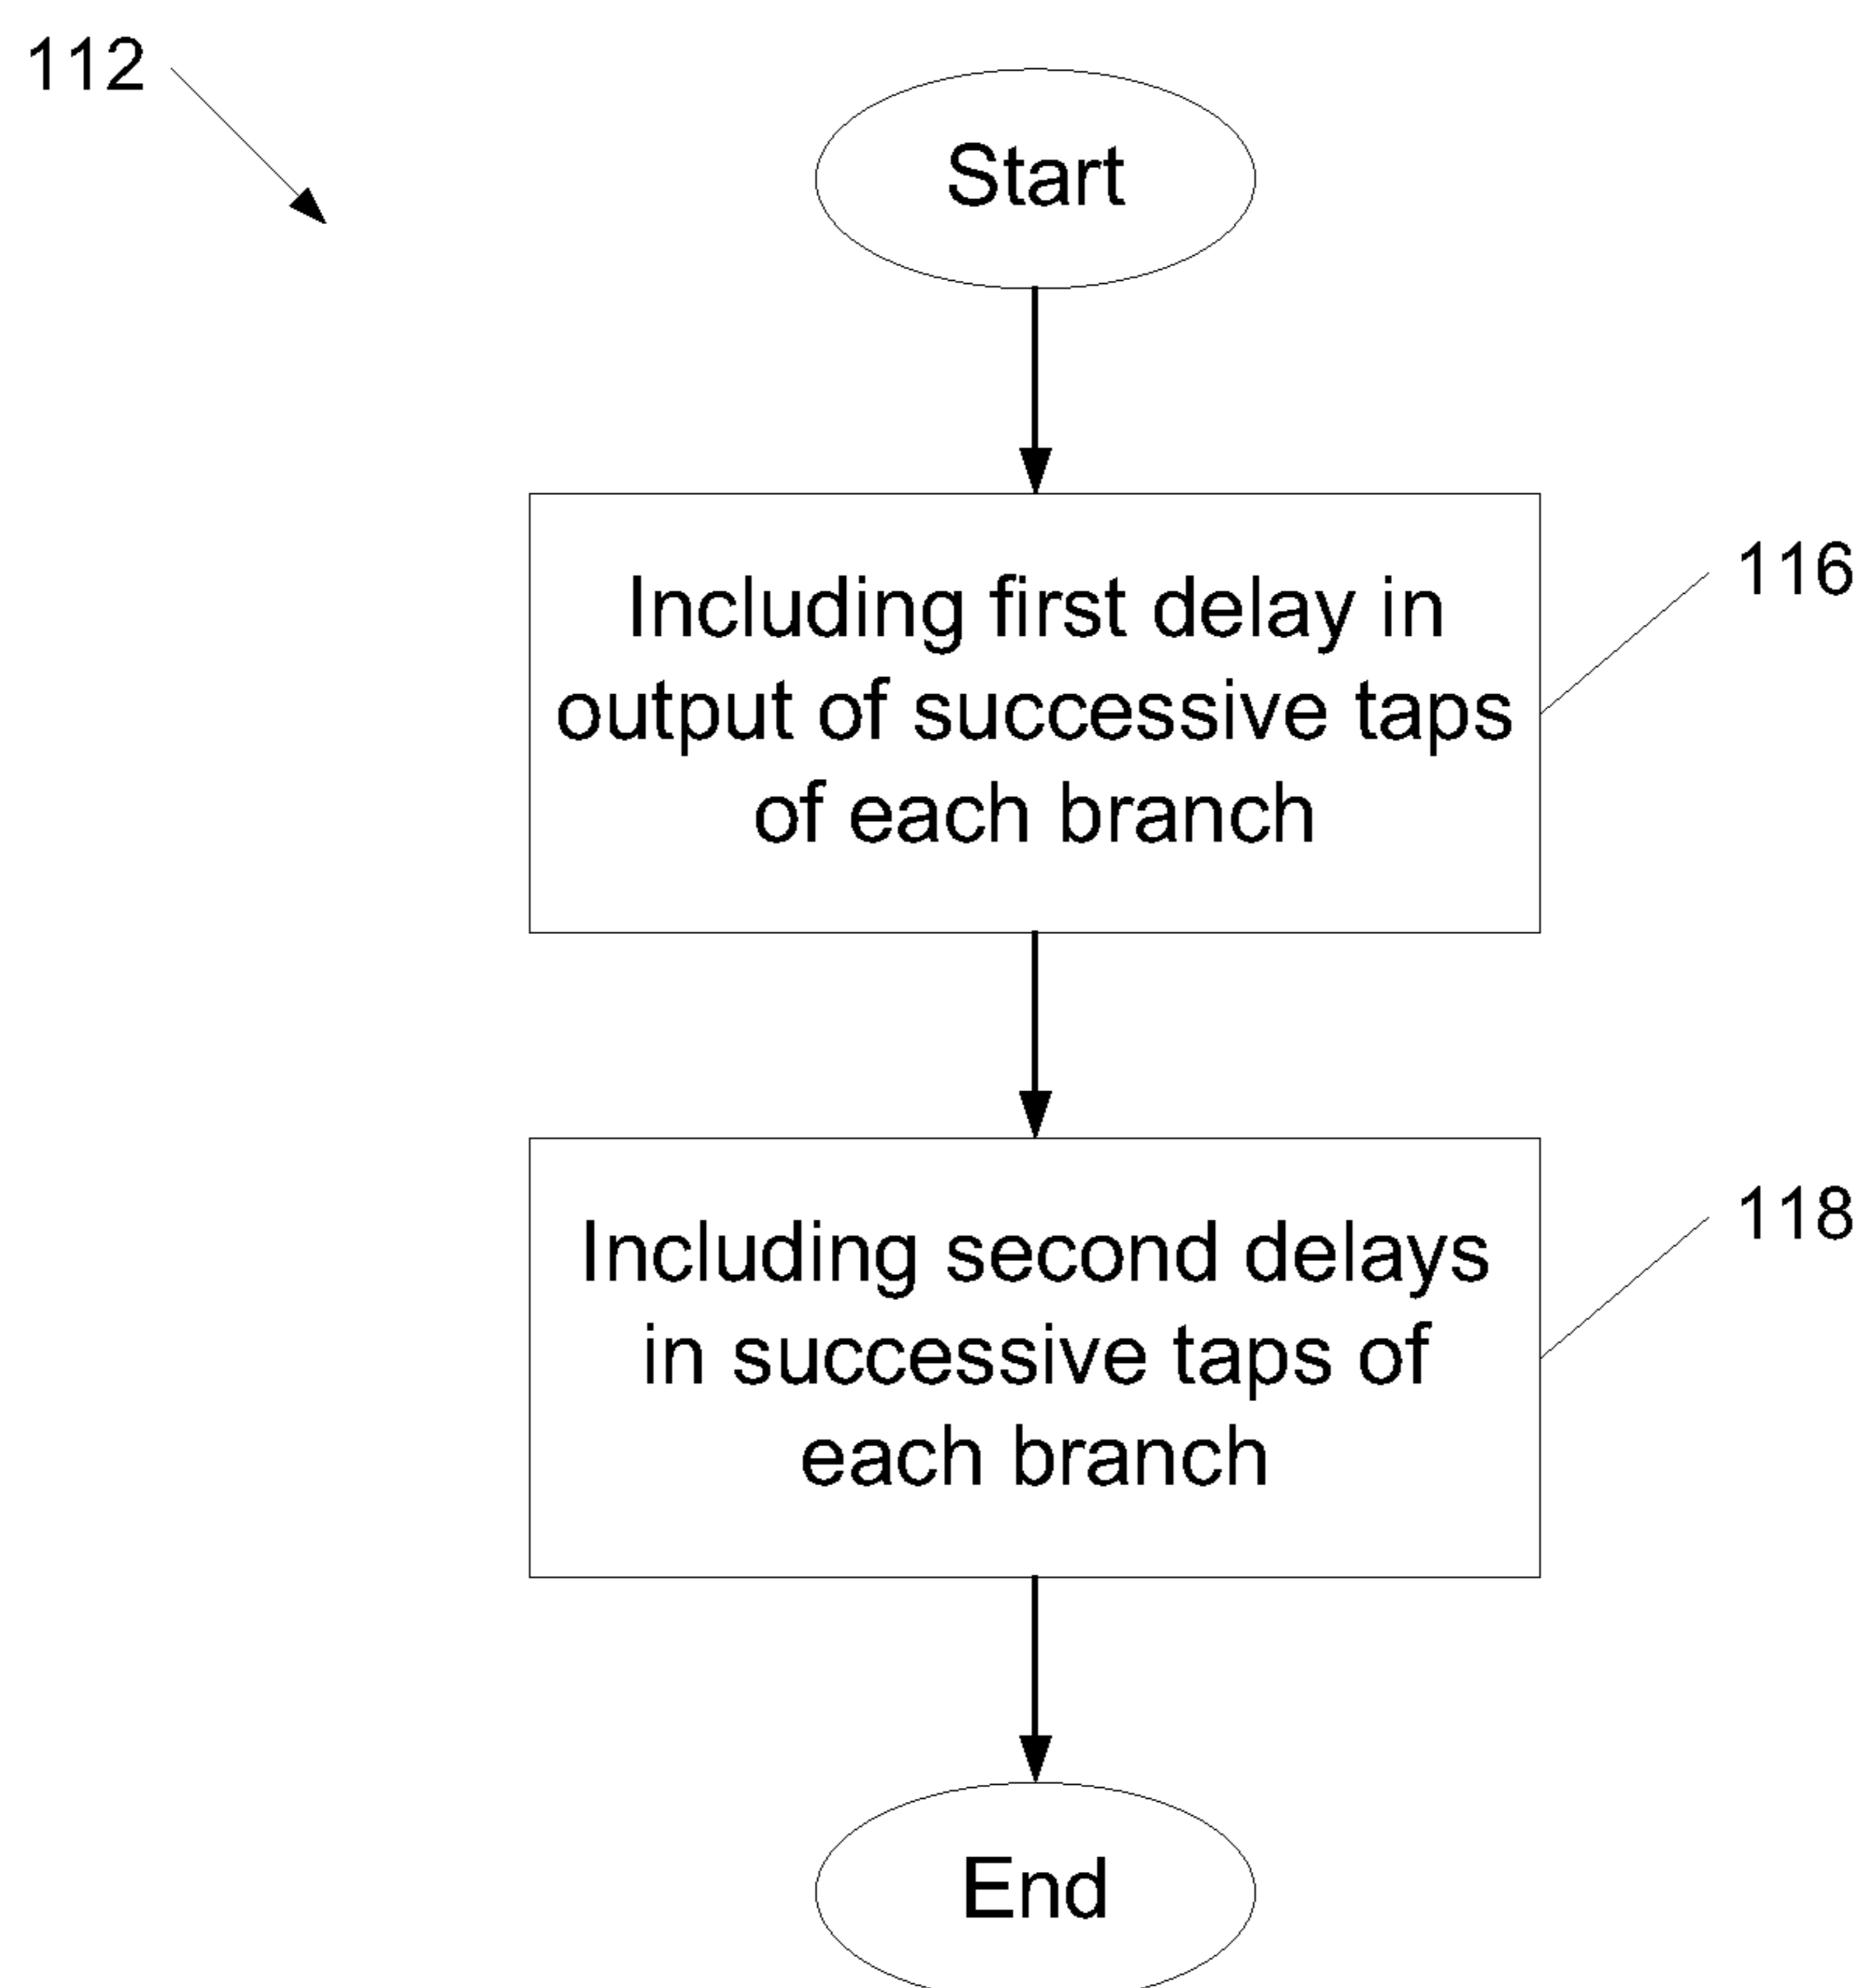 112
Start
Including first delay in
output of successive taps
of each branch
116
Including second delays
in successive taps of
each branch
118
End